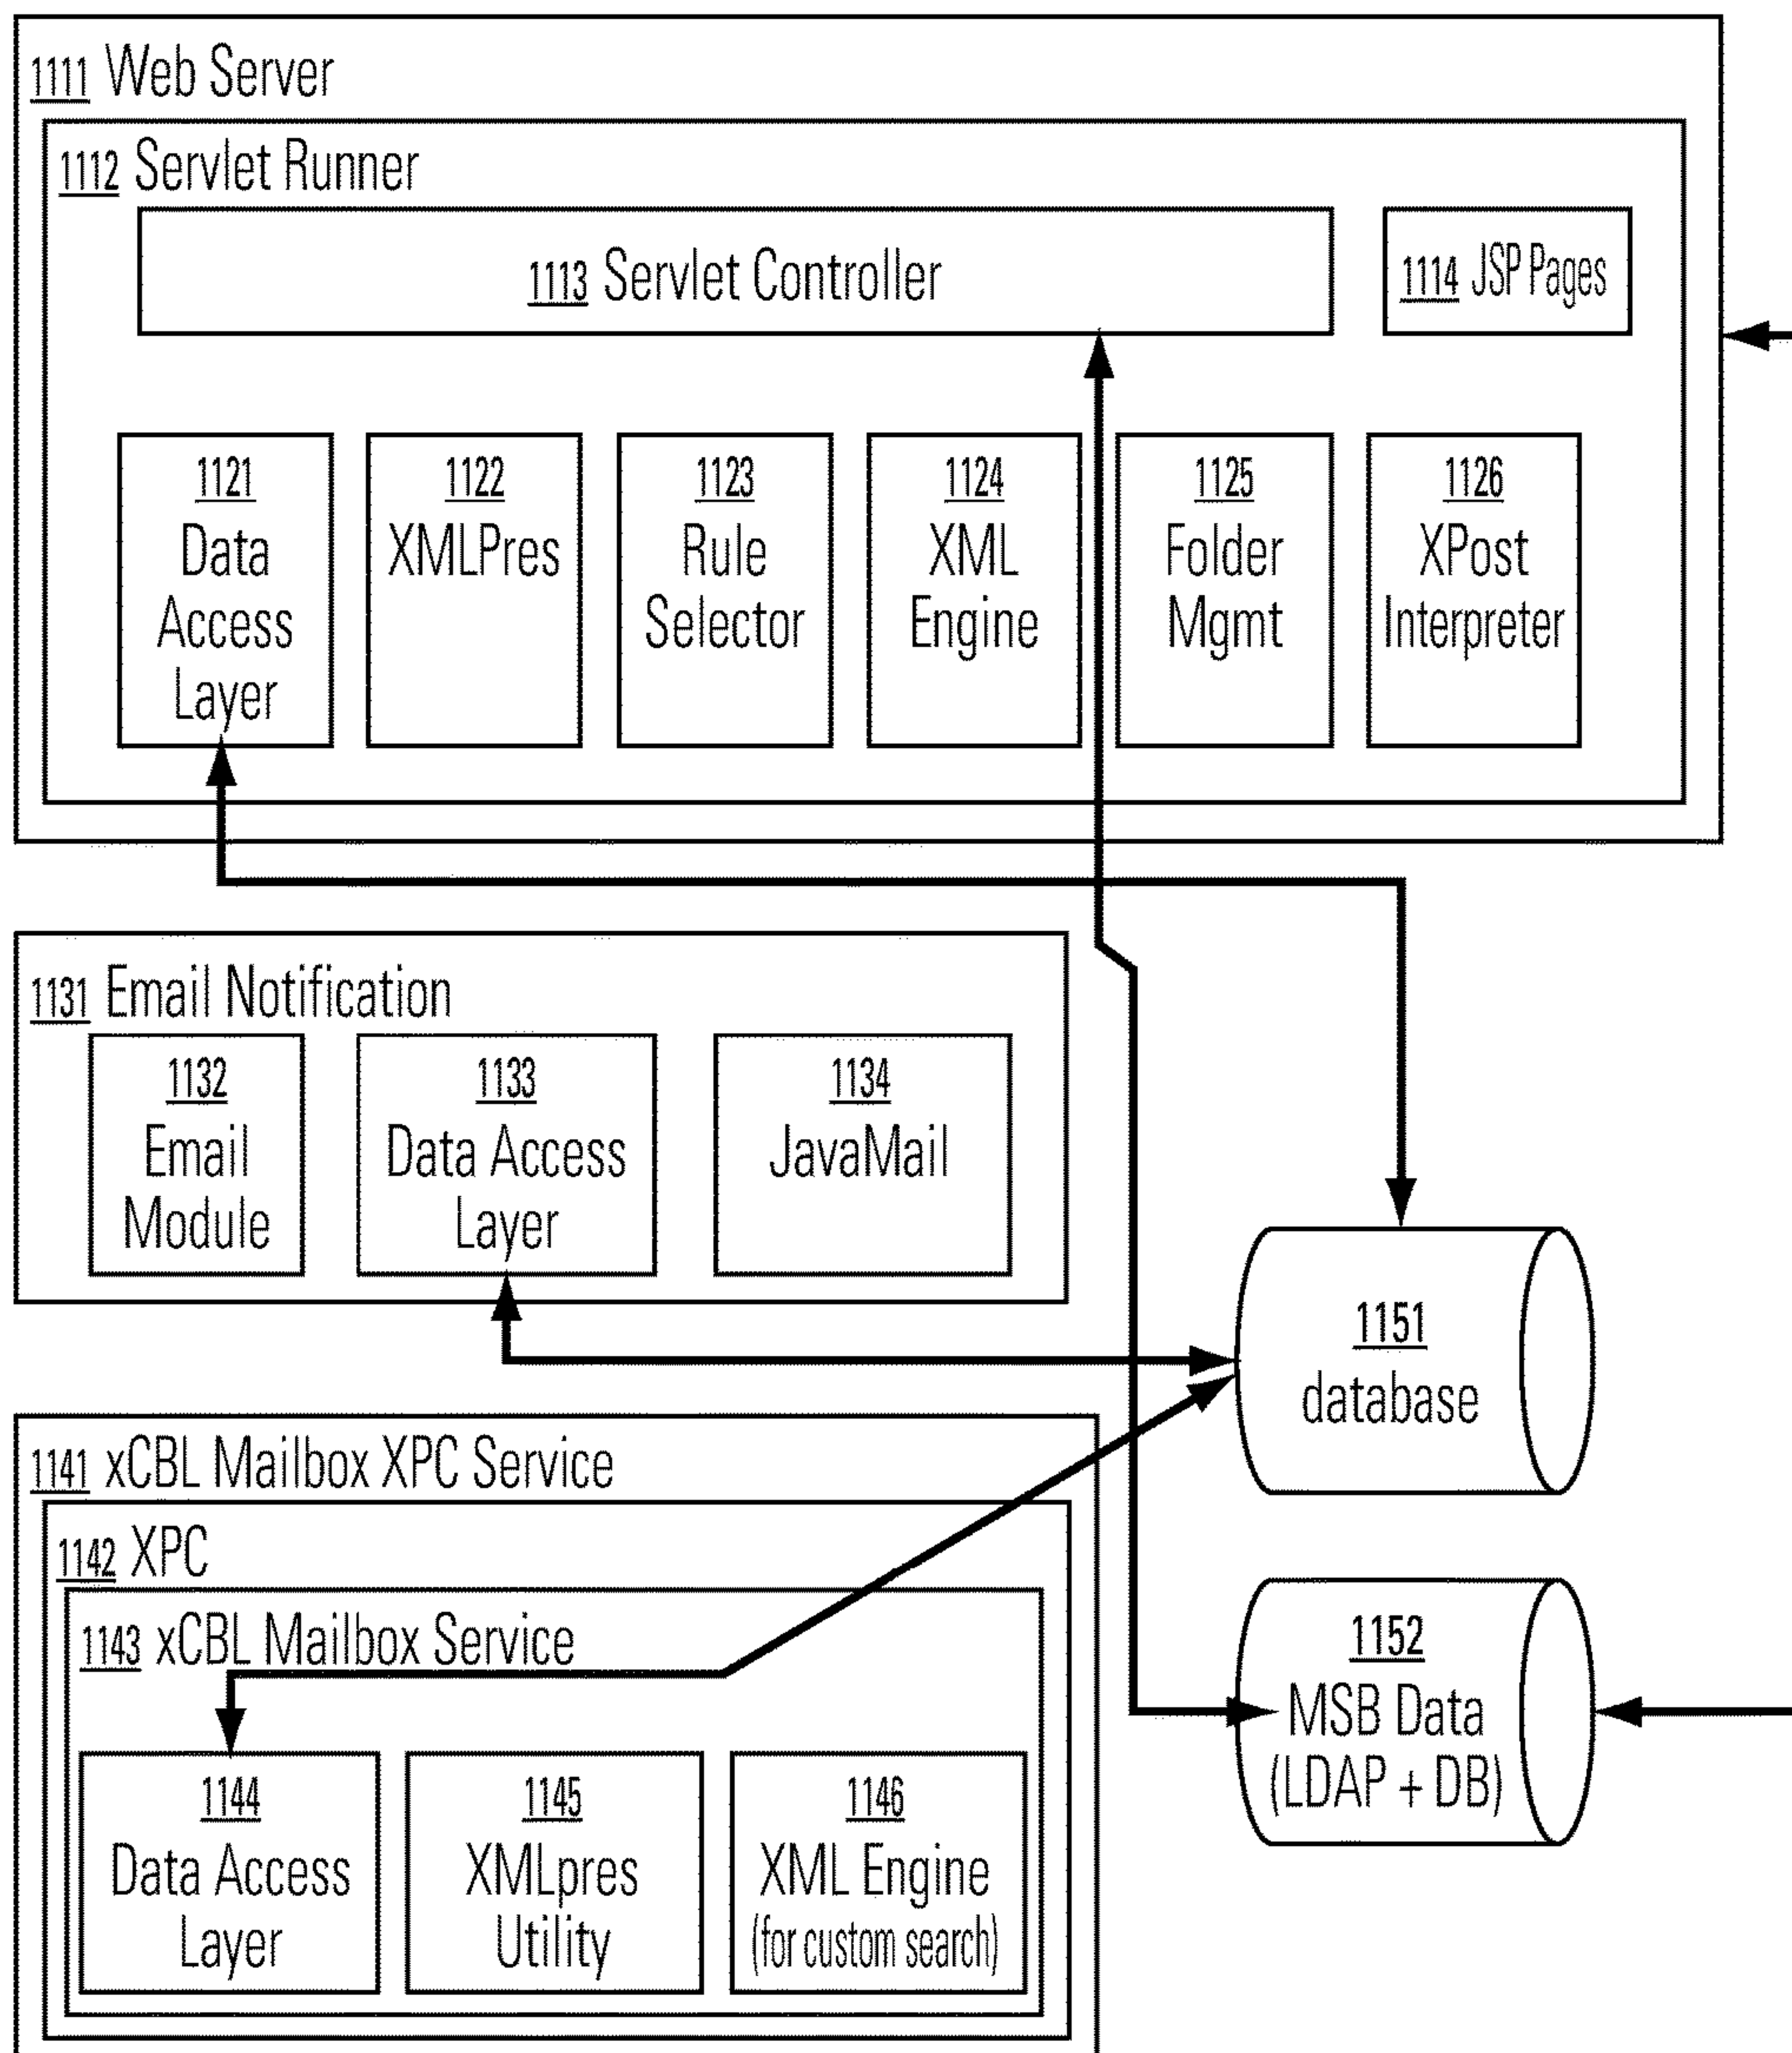 1111 Web Server
1112 Servlet Runner
1113 Servlet Controller
1114 JSP Pages
1121
Data
Access
Layer
1122
XMLPres
1123
Rule
Selector
1124
XML
Engine
1125
Folder
Mgmt
1126
XPost
Interpreter
1131 Email Notification
1132
Email
Module
1133
Data Access
Layer
1134
JavaMail
1151
database
1141 xCBL Mailbox XPC Service
1142 XPC
1143 xCBL Mailbox Service
1144
Data Access
Layer
1145
XMLpres
Utility
1146
XML Engine
(for custom search)
1152
MSB Data
(LDAP + DB)